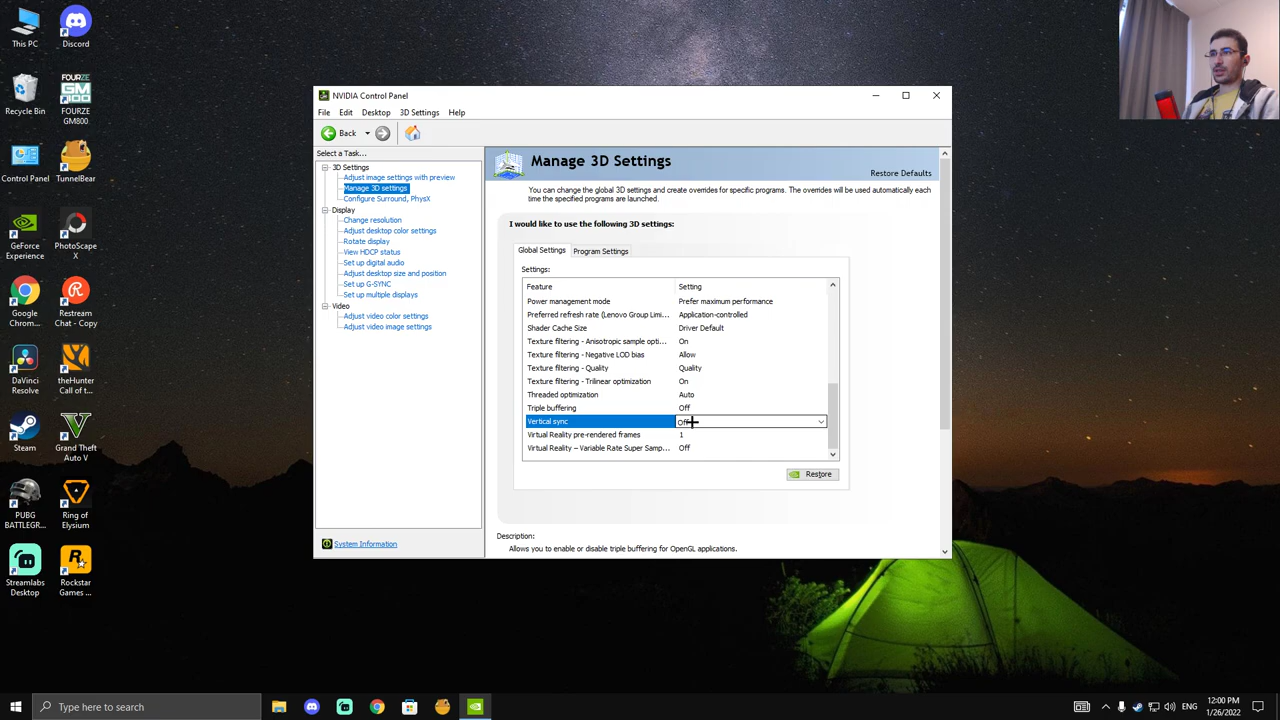 This PC
Discord
Recycle Bin
FOURZE
GM800
FOURZE
GM800
Control Panel
TunnelBear
GeForce
Experience
PhotoScape
X
Google
Chrom...
Restream
Chat - Copy
DaVinci
Resolve
theHunter
Call of t...
Steam
Grand Theft
Auto V
PUBG
BATTLEGR...
Ring of
Elysium
Streamlabs
Desktop
Rockstar
Games ...
NVIDIA Control Panel
File Edit Desktop 3D Settings Help
Back
Select a Task...
3D Settings
Adjust image settings with preview
Manage 3D settings
Configure Surround, PhysX
Display
Change resolution
Adjust desktop color settings
Rotate display
View HDCP status
Set up digital audio
Adjust desktop size and position
Set up G-SYNC
Set up multiple displays
Video
Adjust video color settings
Adjust video image settings
System Information
Manage 3D Settings
Restore Defaults
You can change the global 3D settings and create overrides for specific programs. The overrides will be used automatically each
time the specified programs are launched.
I would like to use the following 3D settings:
Global Settings Program Settings
Settings:
Feature Setting
Power management mode Prefer maximum performance
Preferred refresh rate (Lenovo Group Limi... Application-controlled
Shader Cache Size Driver Default
Texture filtering - Anisotropic sample opti... On
Texture filtering - Negative LOD bias Allow
Texture filtering - Quality Quality
Texture filtering - Trilinear optimization On
Threaded optimization Auto
Triple buffering Off
Vertical sync Off
Virtual Reality pre-rendered frames 1
Virtual Reality – Variable Rate Super Samp... Off
Restore
Description:
Allows you to enable or disable triple buffering for OpenGL applications.
Type here to search
ENG
12:00 PM
1/26/2022